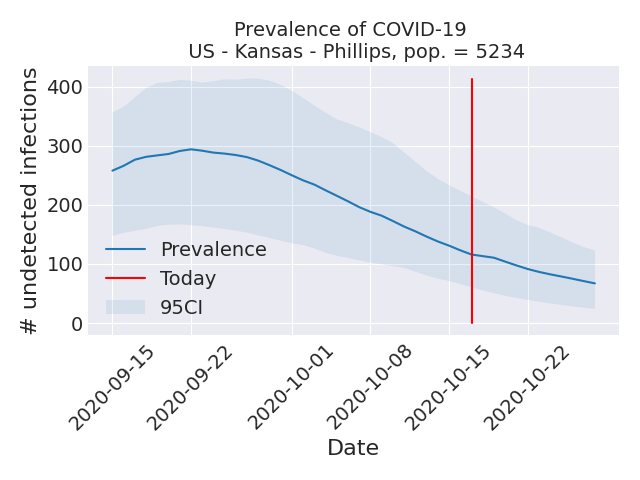 Prevalence of COVID-19
US - Kansas - Phillips, pop. = 5234
# undetected infections
400
300
200
100
0
Prevalence
Today
95CI
2020-09-15
2020-09-22
2020-10-01
2020-10-08
2020-10-15
2020-10-22
Date